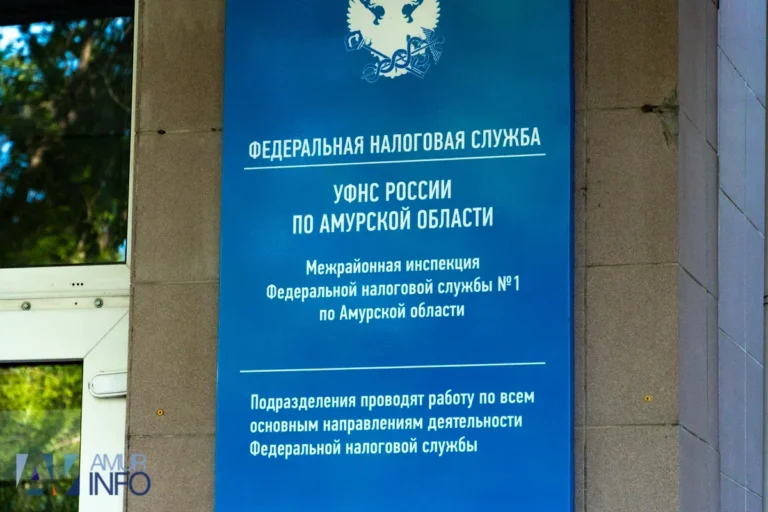 ФЕДЕРАЛЬНАЯ НАЛОГОВАЯ СЛУЖБА
УФНС РОССИИ
ПО АМУРСКОЙ ОБЛАСТИ
Межрайонная инспекция
Федеральной налоговой службы №1
по Амурской области
Подразделения проводят работу по всем
основным направлениям деятельности
Федеральной налоговой службы
AMUR
INFO